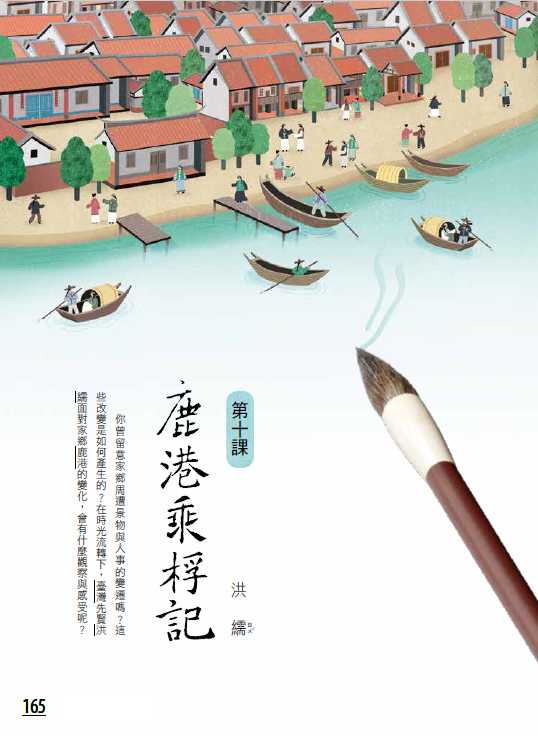 第十課
鹿港乘桴記
洪繻
你曾留意家鄉周遭景物與人事的變遷嗎？這
些改變是如何產生的？在時光流轉下，臺灣先賢洪
繻面對家鄉鹿港的變化，會有什麼觀察與感受呢？
165